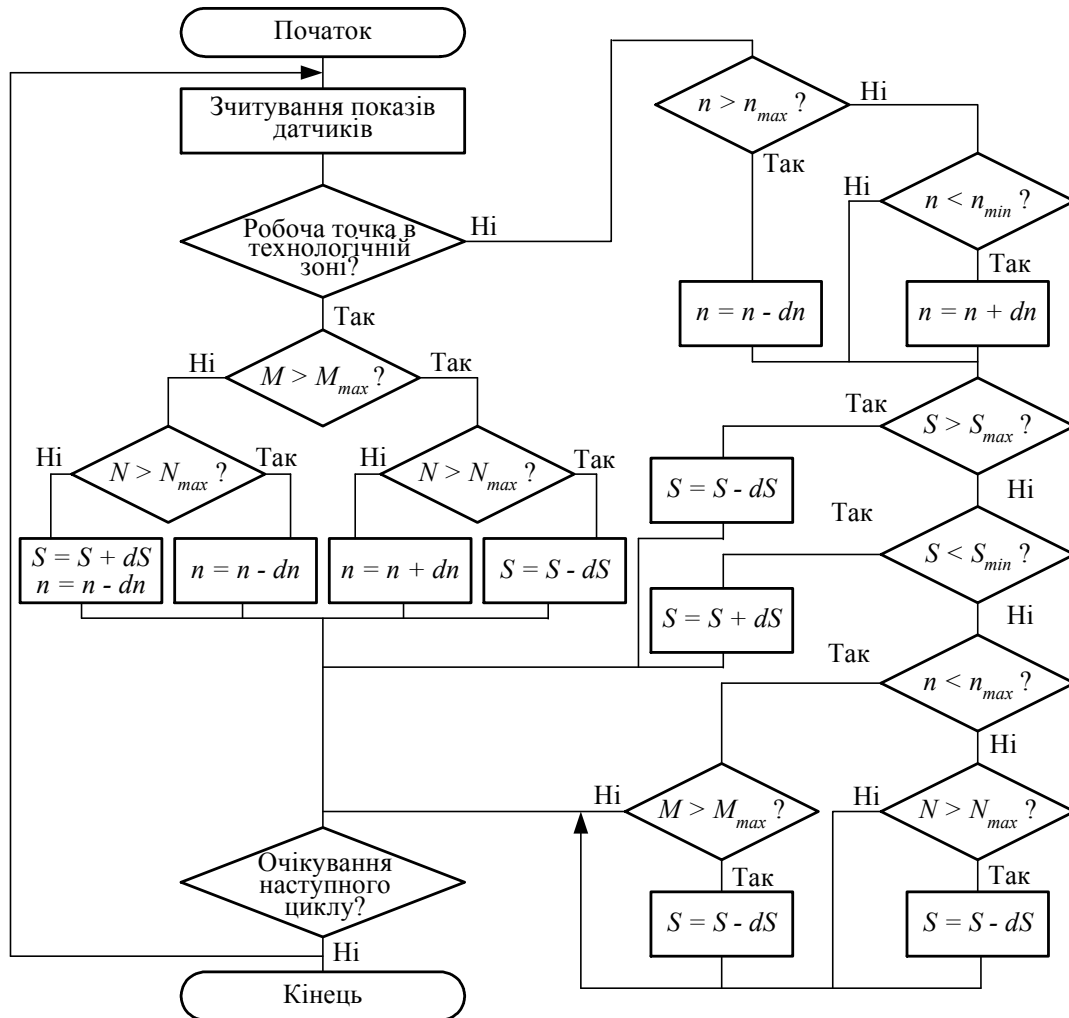 Початок
Зчитування показів
датчиків
Робоча точка в
технологічній
зоні?
Ні
Так
M > Mmax ?
Ні
Так
N > Nmax ?
Ні
Так
N > Nmax ?
Ні
Так
S = S + dS
n = n - dn
n = n - dn
n = n + dn
S = S - dS
n > nmax ?
Ні
Так
n < nmin ?
Ні
Так
n = n - dn
n = n + dn
S > Smax ?
Так
Ні
S = S - dS
S < Smin ?
Так
Ні
S = S + dS
n < nmax ?
Так
Ні
M > Mmax ?
Ні
Так
S = S - dS
N > Nmax ?
Ні
Так
S = S - dS
Очікування
наступного
циклу?
Ні
Кінець